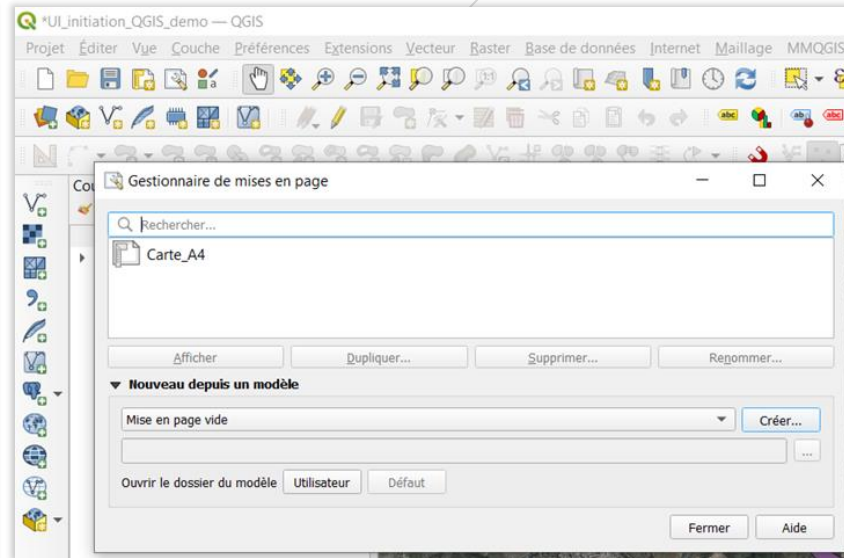 *UI_initiation_QGIS_demo — QGIS
Projet Éditer Vue Couche Préférences Extensions Vecteur Raster Base de données Internet Maillage MMQGIS
abc
Gestionnaire de mises en page
Rechercher...
Carte_A4
Afficher Dupliquer... Supprimer... Renommer...
Nouveau depuis un modèle
Mise en page vide Créer...
...
Ouvrir le dossier du modèle Utilisateur Défaut
Fermer Aide